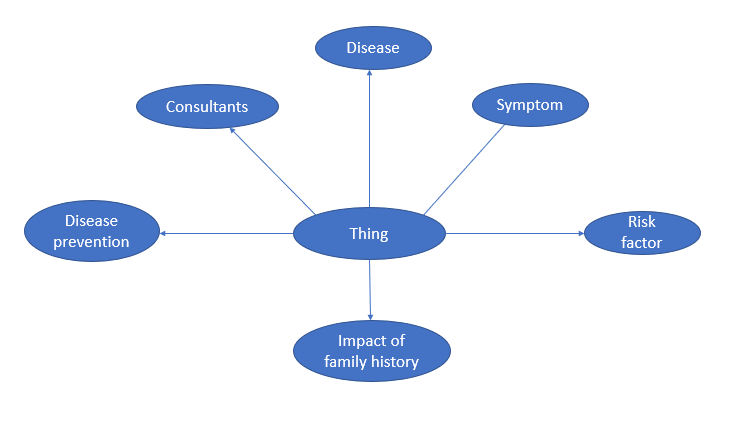 Disease
Consultants
Symptom
Disease
prevention
Thing
Risk
factor
Impact of
family history